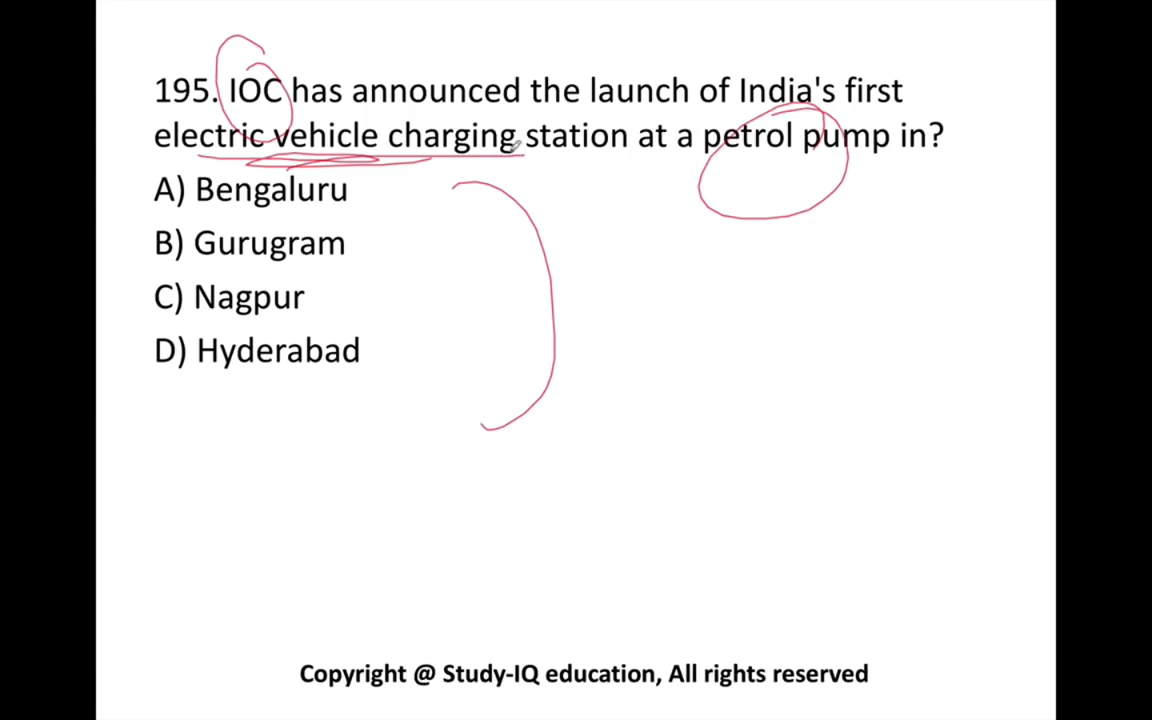 195. IOC has announced the launch of India's first
electric vehicle charging station at a petrol pump in?
A) Bengaluru
B) Gurugram
C) Nagpur
D) Hyderabad
Copyright @ Study-IQ education, All rights reserved